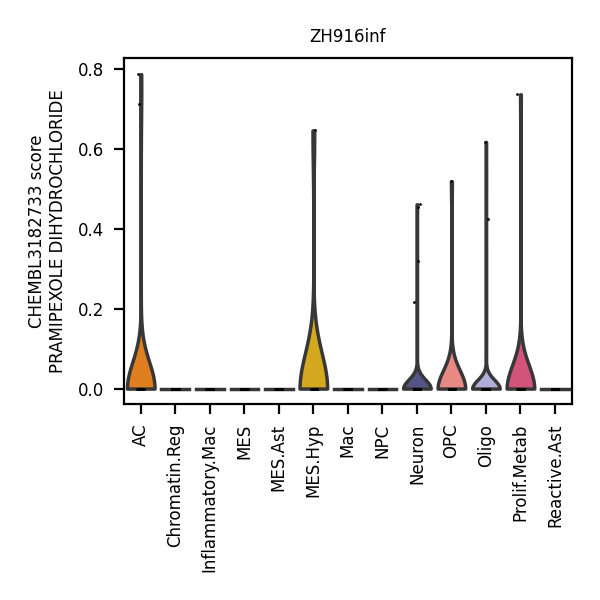 ZH916inf
CHEMBL3182733 score
PRAMIPEXOLE DIHYDROCHLORIDE
0.8
0.6
0.4
0.2
0.0
AC
Chromatin.Reg
Inflammatory.Mac
MES
MES.Ast
MES.Hyp
Mac
NPC
Neuron
OPC
Oligo
Prolif.Metab
Reactive.Ast